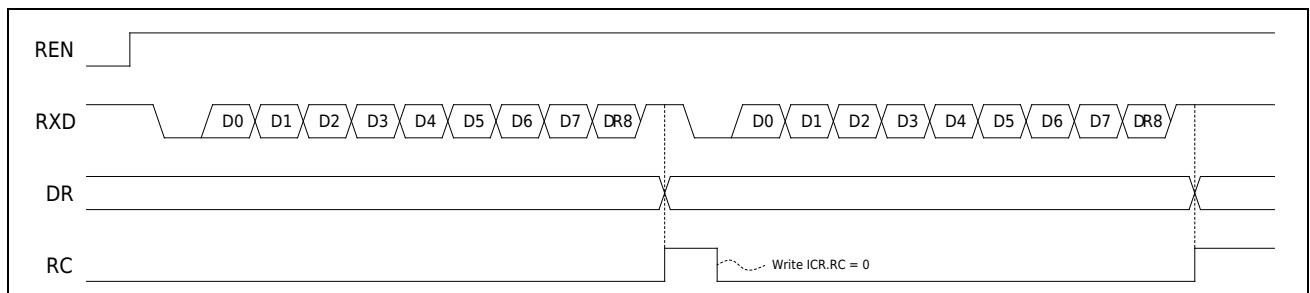 REN
RXD D0 D1 D2 D3 D4 D5 D6 D7 DR8 D0 D1 D2 D3 D4 D5 D6 D7 DR8
DR
RC Write ICR.RC = 0